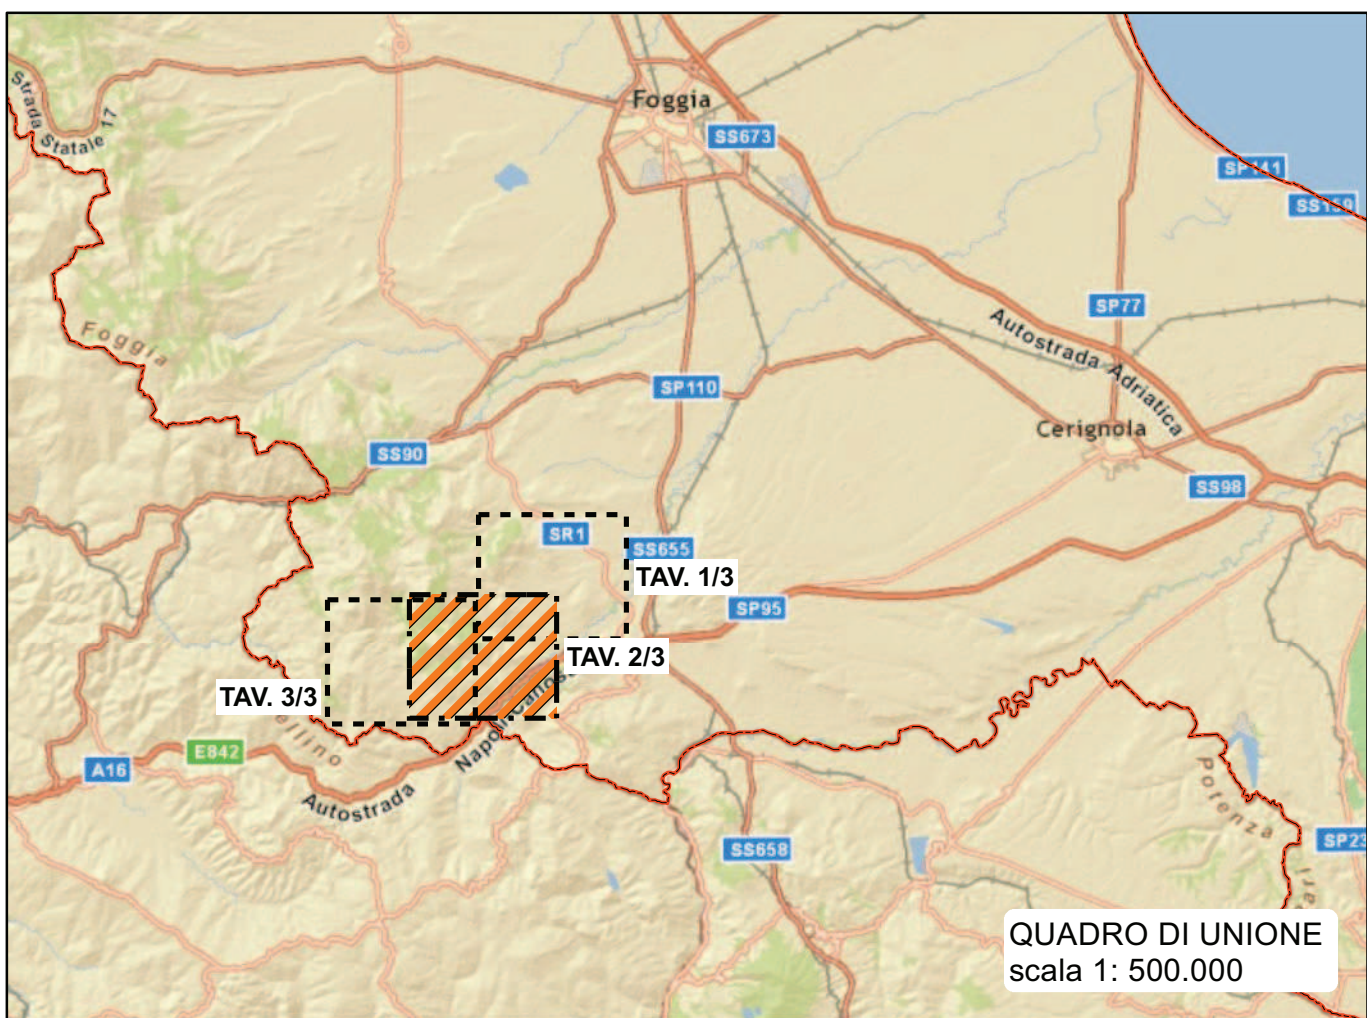 Strada Statale 17
Foggia
SS673
SP141
SS159
Foggia
SP77
Autostrada Adriatica
SP110
Cerignola
SS90
SS98
SR1
SS655
TAV. 1/3
SP95
TAV. 2/3
TAV. 3/3
E842
A16
Autostrada
Potenza
SS658
SP23
QUADRO DI UNIONE
scala 1: 500.000